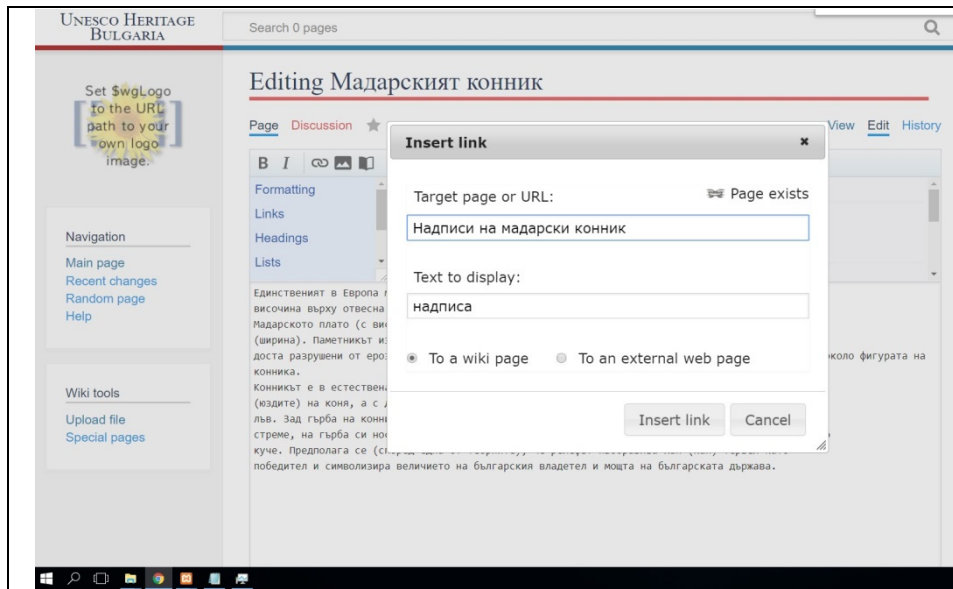 UNESCO HERITAGE
BULGARIA
Search 0 pages
Set $wgLogo
to the URL
path to your
own logo
image.
Editing Мадарският конник
Page Discussion
View Edit History
B I
Formatting
Links
Headings
Lists
Insert link
Target page or URL:
Page exists
Надписи на мадарски конник
Text to display:
надписа
To a wiki page
To an external web page
Insert link
Cancel
Navigation
Main page
Recent changes
Random page
Help
Wiki tools
Upload file
Special pages
Единственият в Европа
височина върху отвесна
Мадарското плато (с
(ширина). Паметникът
доста разрушени от около фигурата на
конника.
Конникът е в
(юздите) на коня, а с
лъв. Зад гърба на
стреме, на гърба си
куче. Предполага се
победител и символизира величието на българския владетел и мощта на българската държава.